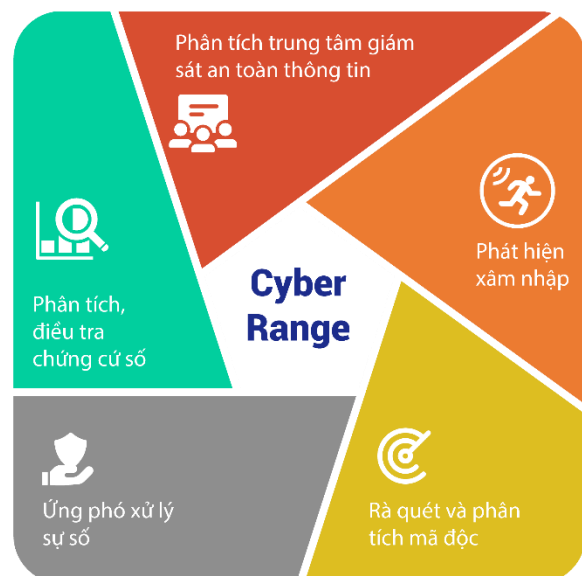 Phân tích trung tâm giám
sát an toàn thông tin
Phát hiện
xâm nhập
Phân tích,
điều tra
chứng cứ số
Cyber
Range
Ứng phó xử lý
sự số
Rà quét và phân
tích mã độc